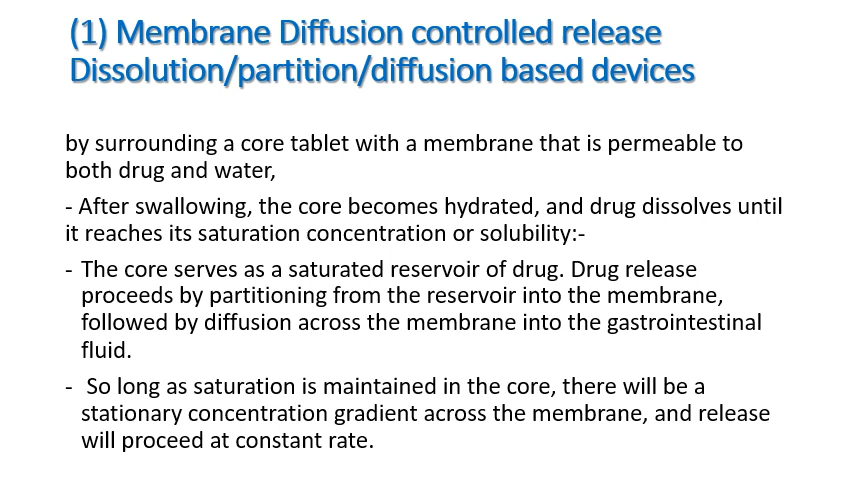 (1) Membrane Diffusion controlled release
Dissolution/partition/diffusion based devices
by surrounding a core tablet with a membrane that is permeable to
both drug and water,
- After swallowing, the core becomes hydrated, and drug dissolves until
it reaches its saturation concentration or solubility:-
- The core serves as a saturated reservoir of drug. Drug release
proceeds by partitioning from the reservoir into the membrane,
followed by diffusion across the membrane into the gastrointestinal
fluid.
- So long as saturation is maintained in the core, there will be a
stationary concentration gradient across the membrane, and release
will proceed at constant rate.